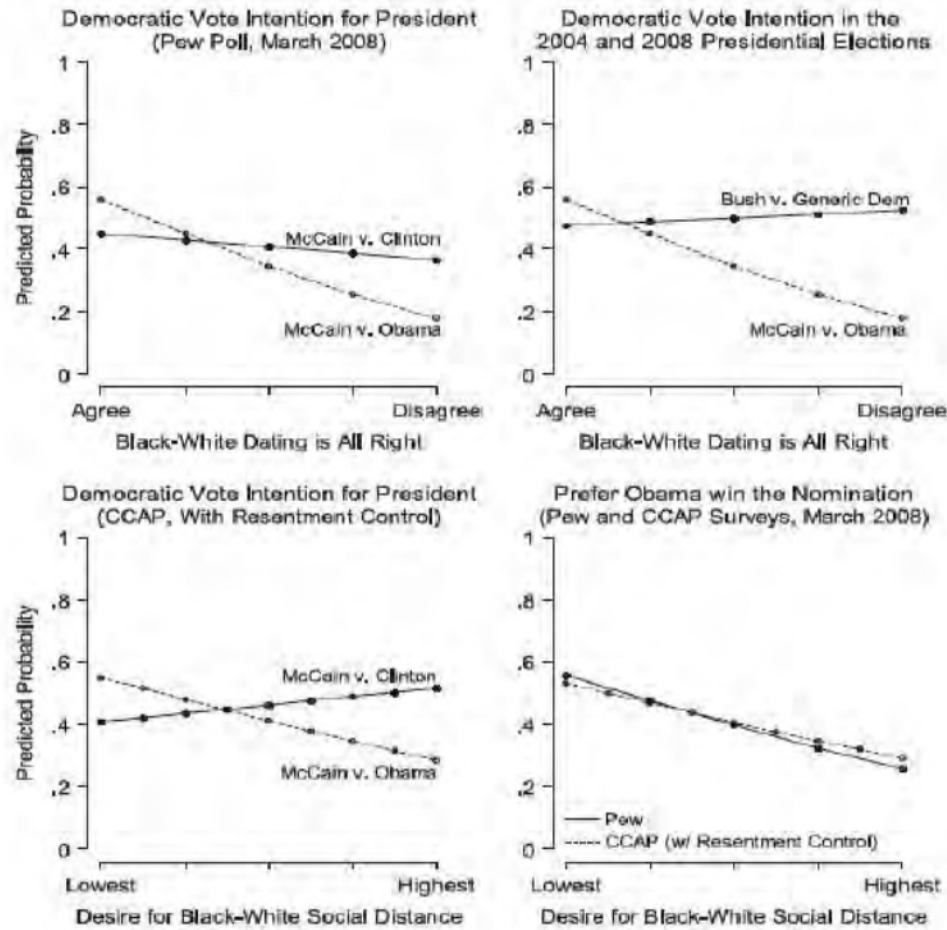 Democratic Vote Intention for President
(Pew Poll, March 2008)
Predicted Probability
1
.8
.6
.4
.2
0
McCain v. Clinton
McCain v. Obama
Agree
Disagree
Black-White Dating is All Right
Democratic Vote Intention in the
2004 and 2008 Presidential Elections
1
.8
.6
.4
.2
0
Bush v. Generic Dem
McCain v. Obama
Agree
Disagree
Black-White Dating is All Right
Democratic Vote Intention for President
(CCAP, With Resentment Control)
Predicted Probability
1
.8
.6
.4
.2
0
McCain v. Clinton
McCain v. Obama
Lowest
Highest
Desire for Black-White Social Distance
Prefer Obama win the Nomination
(Pew and CCAP Surveys, March 2008)
1
.8
.6
.4
.2
0
Pew
CCAP (w/ Resentment Control)
Lowest
Highest
Desire for Black-White Social Distance